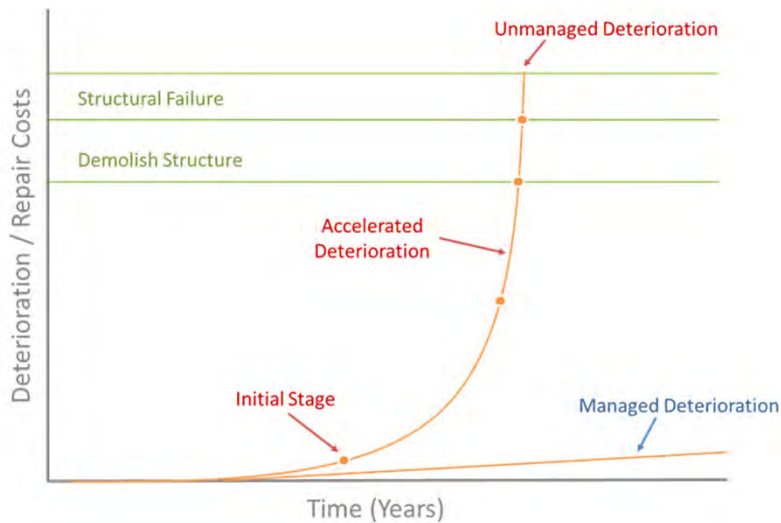 Unmanaged Deterioration
Structural Failure
Demolish Structure
Accelerated
Deterioration
Initial Stage
Managed Deterioration
Deterioration / Repair Costs
Time (Years)